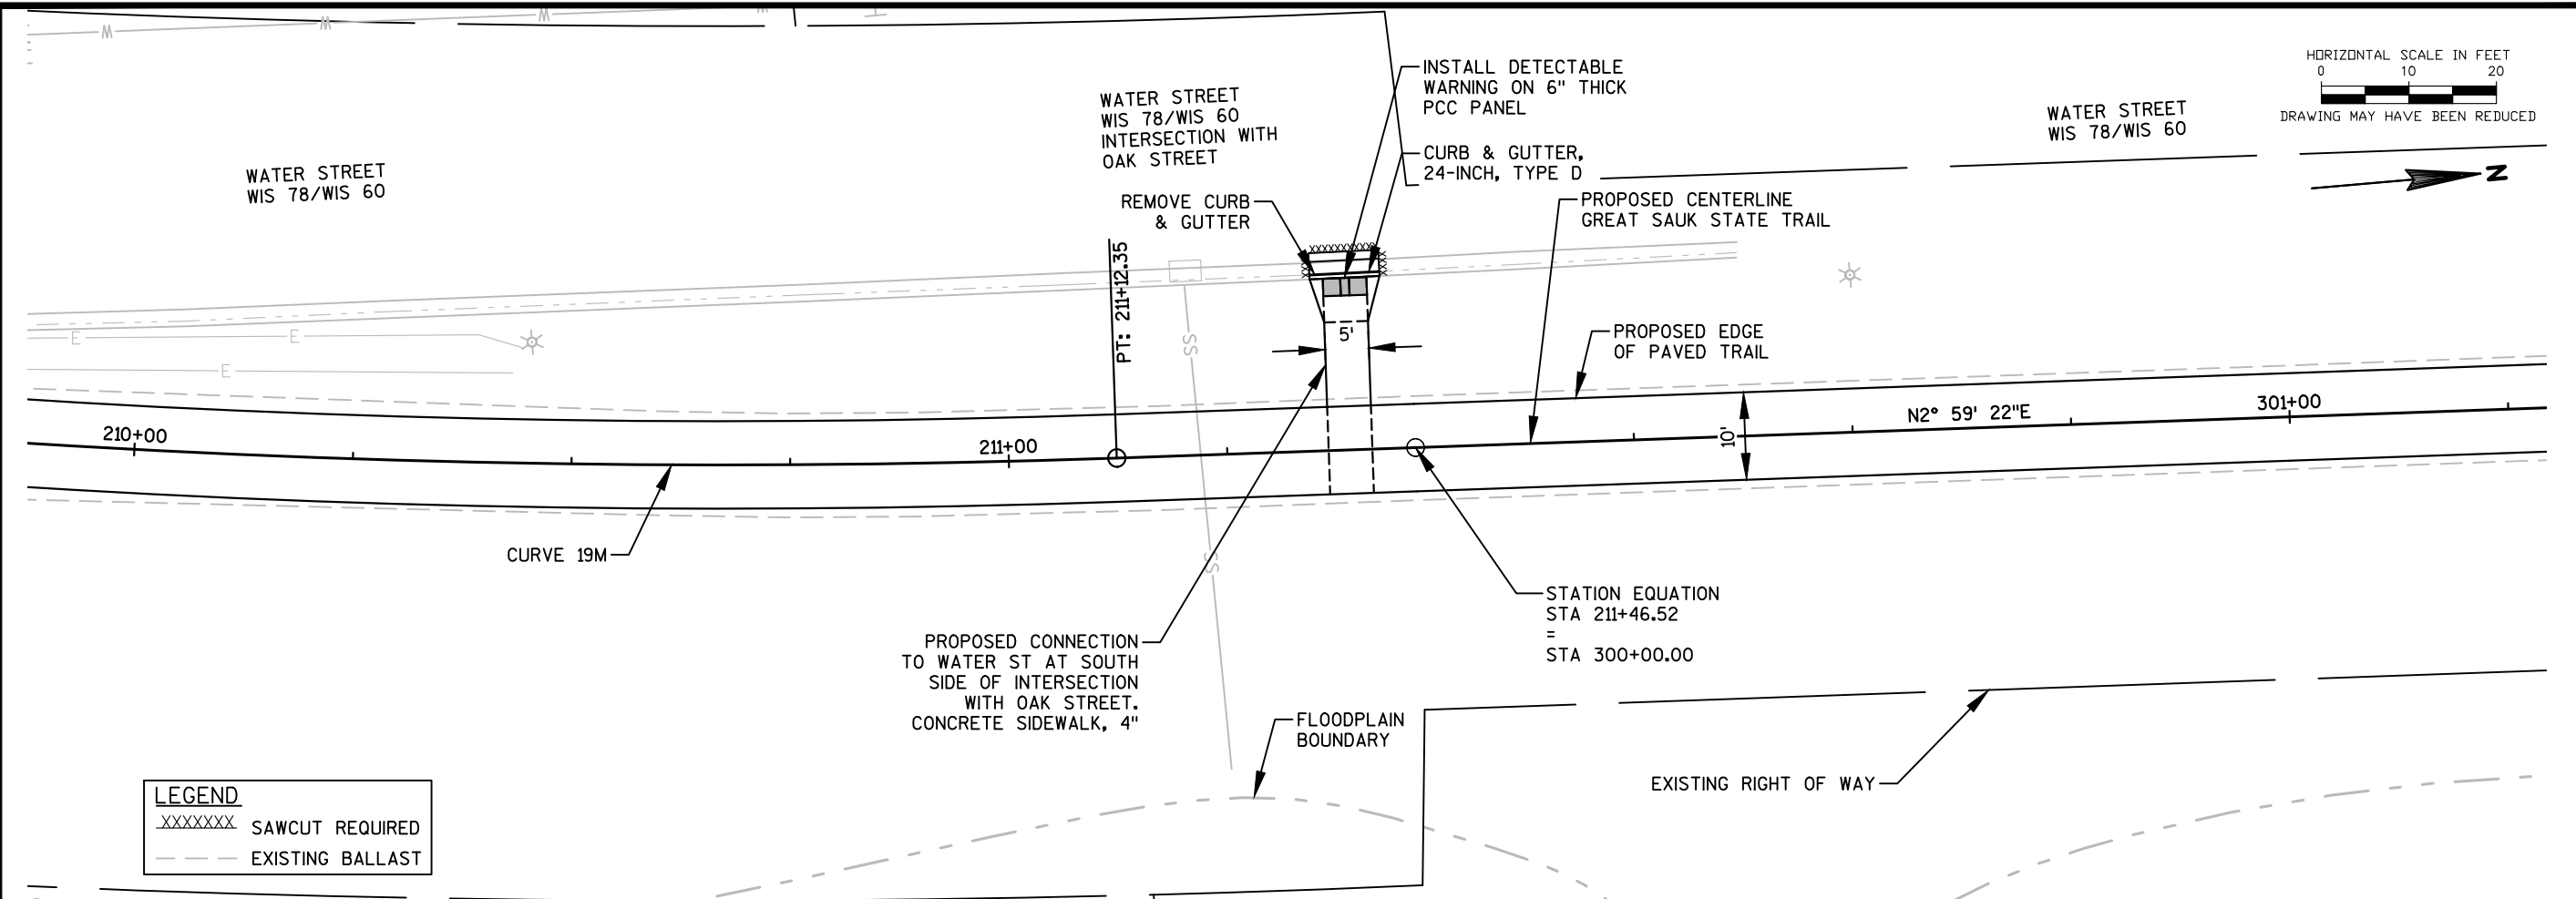 W
W
W
W
HORIZONTAL SCALE IN FEET
0 10 20
DRAWING MAY HAVE BEEN REDUCED
N
WATER STREET
WIS 78/WIS 60
WATER STREET
WIS 78/WIS 60
INTERSECTION WITH
OAK STREET
INSTALL DETECTABLE
WARNING ON 6" THICK
PCC PANEL
CURB & GUTTER,
24-INCH, TYPE D
WATER STREET
WIS 78/WIS 60
REMOVE CURB
& GUTTER
PROPOSED CENTERLINE
GREAT SAUK STATE TRAIL
XXXXXXXXXX
PT: 211+12.35
5'
PROPOSED EDGE
OF PAVED TRAIL
E
E
E
SS
SS
210+00
211+00
10'
N2° 59' 22"E
301+00
CURVE 19M
STATION EQUATION
STA 211+46.52
=
STA 300+00.00
PROPOSED CONNECTION
TO WATER ST AT SOUTH
SIDE OF INTERSECTION
WITH OAK STREET.
CONCRETE SIDEWALK, 4"
FLOODPLAIN
BOUNDARY
EXISTING RIGHT OF WAY
LEGEND
XXXXXXX SAWCUT REQUIRED
EXISTING BALLAST